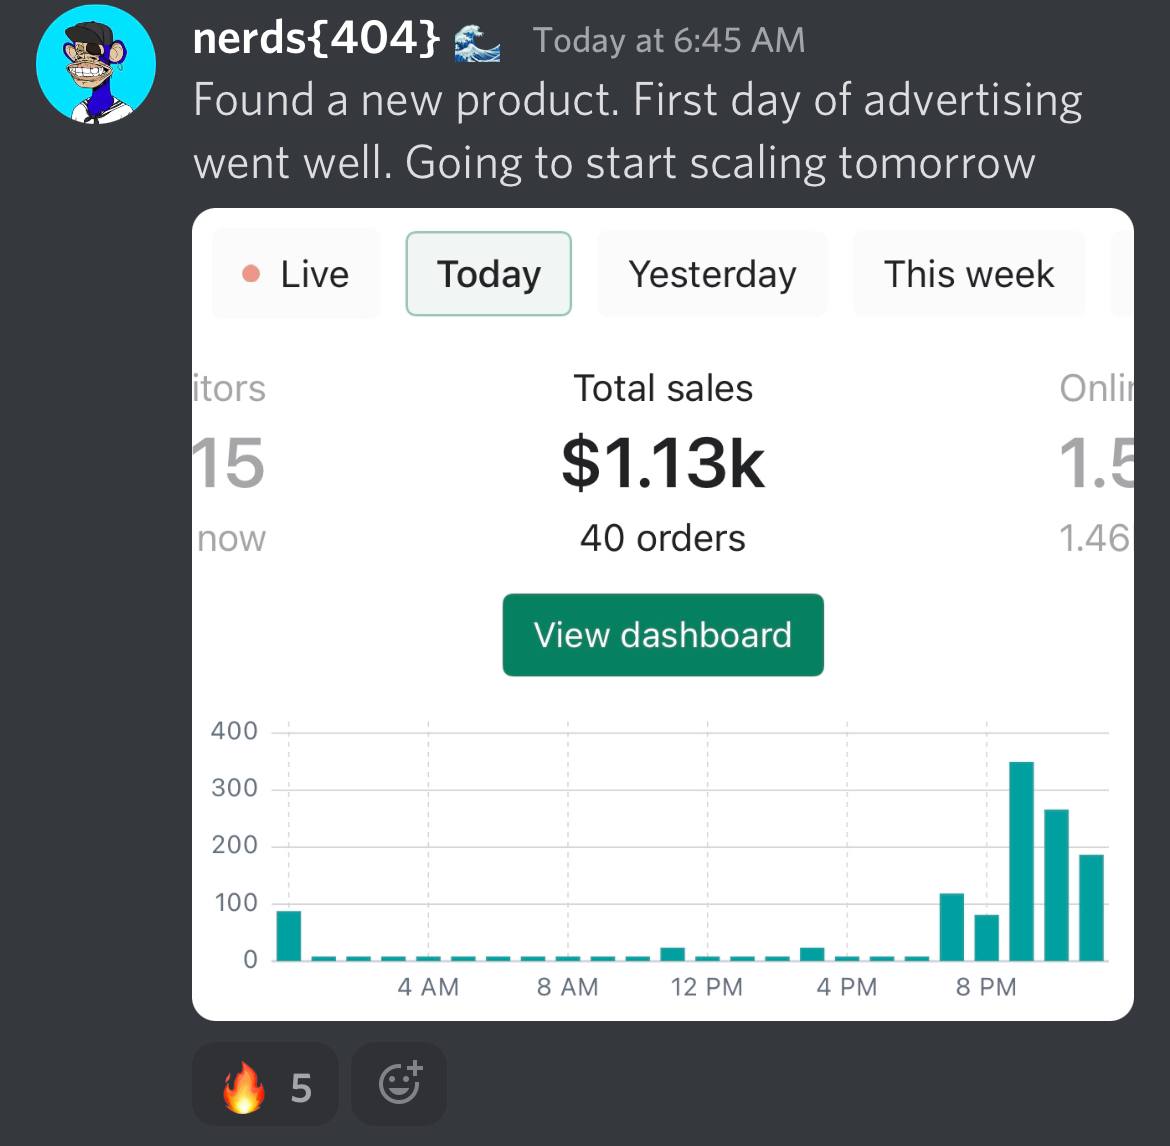 nerds{404} 🌊 Today at 6:45 AM
Found a new product. First day of advertising
went well. Going to start scaling tomorrow
Live Today Yesterday This week
itors Total sales Onlin
15 $1.13k 1.5
now 40 orders 1.46
View dashboard
400
300
200
100
0
4 AM 8 AM 12 PM 4 PM 8 PM
🔥 5